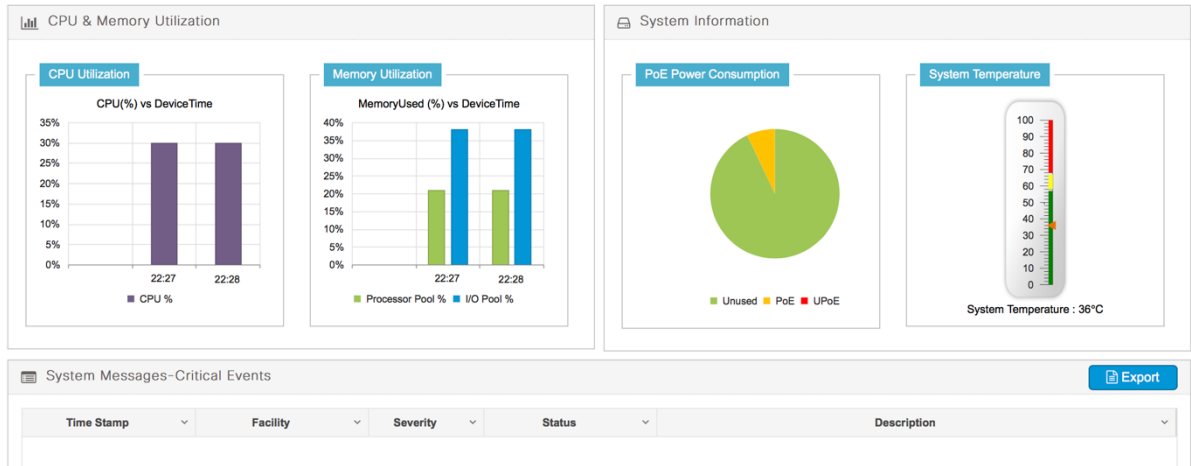 CPU & Memory Utilization
CPU Utilization
CPU(%) vs DeviceTime
35%
30%
25%
20%
15%
10%
5%
0%
22:27 22:28
CPU %
Memory Utilization
MemoryUsed (%) vs DeviceTime
40%
35%
30%
25%
20%
15%
10%
5%
0%
22:27 22:28
Processor Pool % I/O Pool %
System Information
PoE Power Consumption
Unused PoE UPoE
System Temperature
100
90
80
70
60
50
40
30
20
10
0
System Temperature : 36°C
System Messages-Critical Events
Export
Time Stamp Facility Severity Status Description